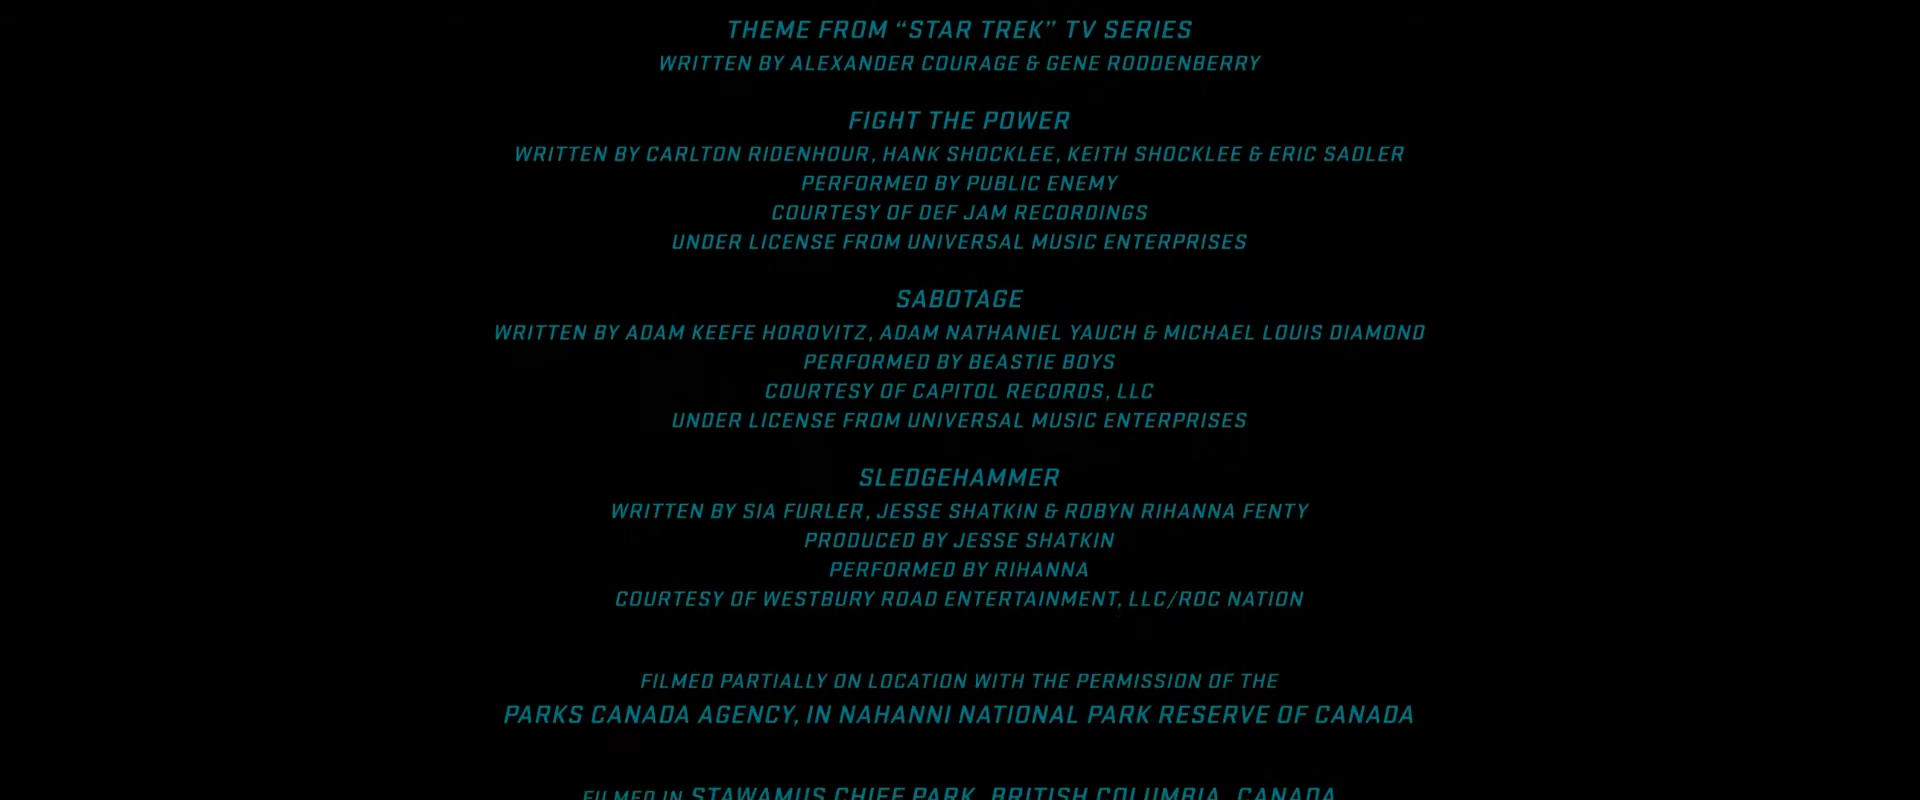 THEME FROM “STAR TREK” TV SERIES
WRITTEN BY ALEXANDER COURAGE & GENE RODDENBERRY
FIGHT THE POWER
WRITTEN BY CARLTON RIDENHOUR, HANK SHOCKLEE, KEITH SHOCKLEE & ERIC SADLER
PERFORMED BY PUBLIC ENEMY
COURTESY OF DEF JAM RECORDINGS
UNDER LICENSE FROM UNIVERSAL MUSIC ENTERPRISES
SABOTAGE
WRITTEN BY ADAM KEEFE HOROVITZ, ADAM NATHANIEL YAUCH & MICHAEL LOUIS DIAMOND
PERFORMED BY BEASTIE BOYS
COURTESY OF CAPITOL RECORDS, LLC
UNDER LICENSE FROM UNIVERSAL MUSIC ENTERPRISES
SLEDGEHAMMER
WRITTEN BY SIA FURLER, JESSE SHATKIN & ROBYN RIHANNA FENTY
PRODUCED BY JESSE SHATKIN
PERFORMED BY RIHANNA
COURTESY OF WESTBURY ROAD ENTERTAINMENT, LLC/ROC NATION
FILMED PARTIALLY ON LOCATION WITH THE PERMISSION OF THE
PARKS CANADA AGENCY, IN NAHANNI NATIONAL PARK RESERVE OF CANADA
FILMED IN STAWAMUS CHIEF PARK, BRITISH COLUMBIA, CANADA